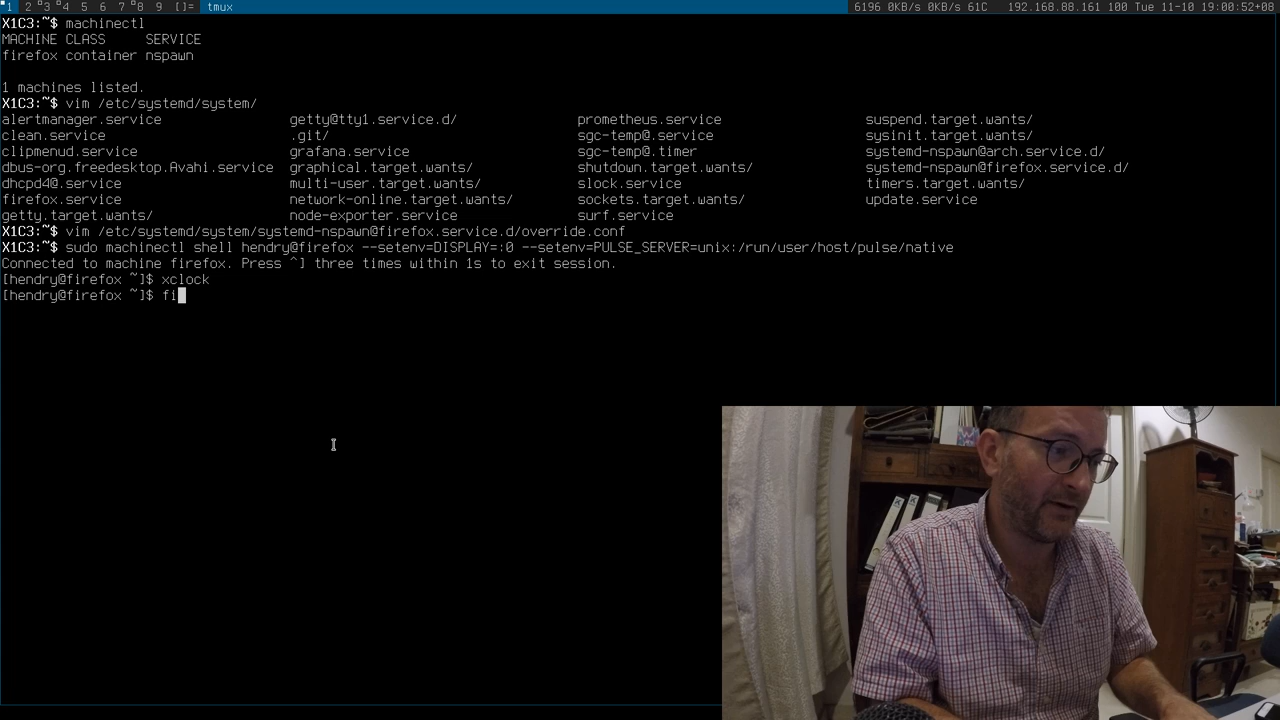 1 2 3 4 5 6 7 8 9 []= tmux 6196 0KB/s 0KB/s 61C 192.168.88.161 100 Tue 11-10 19:00:52+08
X1C3:~$ machinectl
MACHINE CLASS     SERVICE
firefox container nspawn
1 machines listed.
X1C3:~$ vim /etc/systemd/system/
alertmanager.service getty@tty1.service.d/ prometheus.service suspend.target.wants/
clean.service .git/ sgc-temp@.service sysinit.target.wants/
clipmenud.service grafana.service sgc-temp@.timer systemd-nspawn@arch.service.d/
dbus-org.freedesktop.Avahi.service graphical.target.wants/ shutdown.target.wants/ systemd-nspawn@firefox.service.d/
dhcpd4@.service multi-user.target.wants/ slock.service timers.target.wants/
firefox.service network-online.target.wants/ sockets.target.wants/ update.service
getty.target.wants/ node-exporter.service surf.service
X1C3:~$ vim /etc/systemd/system/systemd-nspawn@firefox.service.d/override.conf
X1C3:~$ sudo machinectl shell hendry@firefox --setenv=DISPLAY=:0 --setenv=PULSE_SERVER=unix:/run/user/host/pulse/native
Connected to machine firefox. Press ^] three times within 1s to exit session.
[hendry@firefox ~]$ xclock
[hendry@firefox ~]$ fi